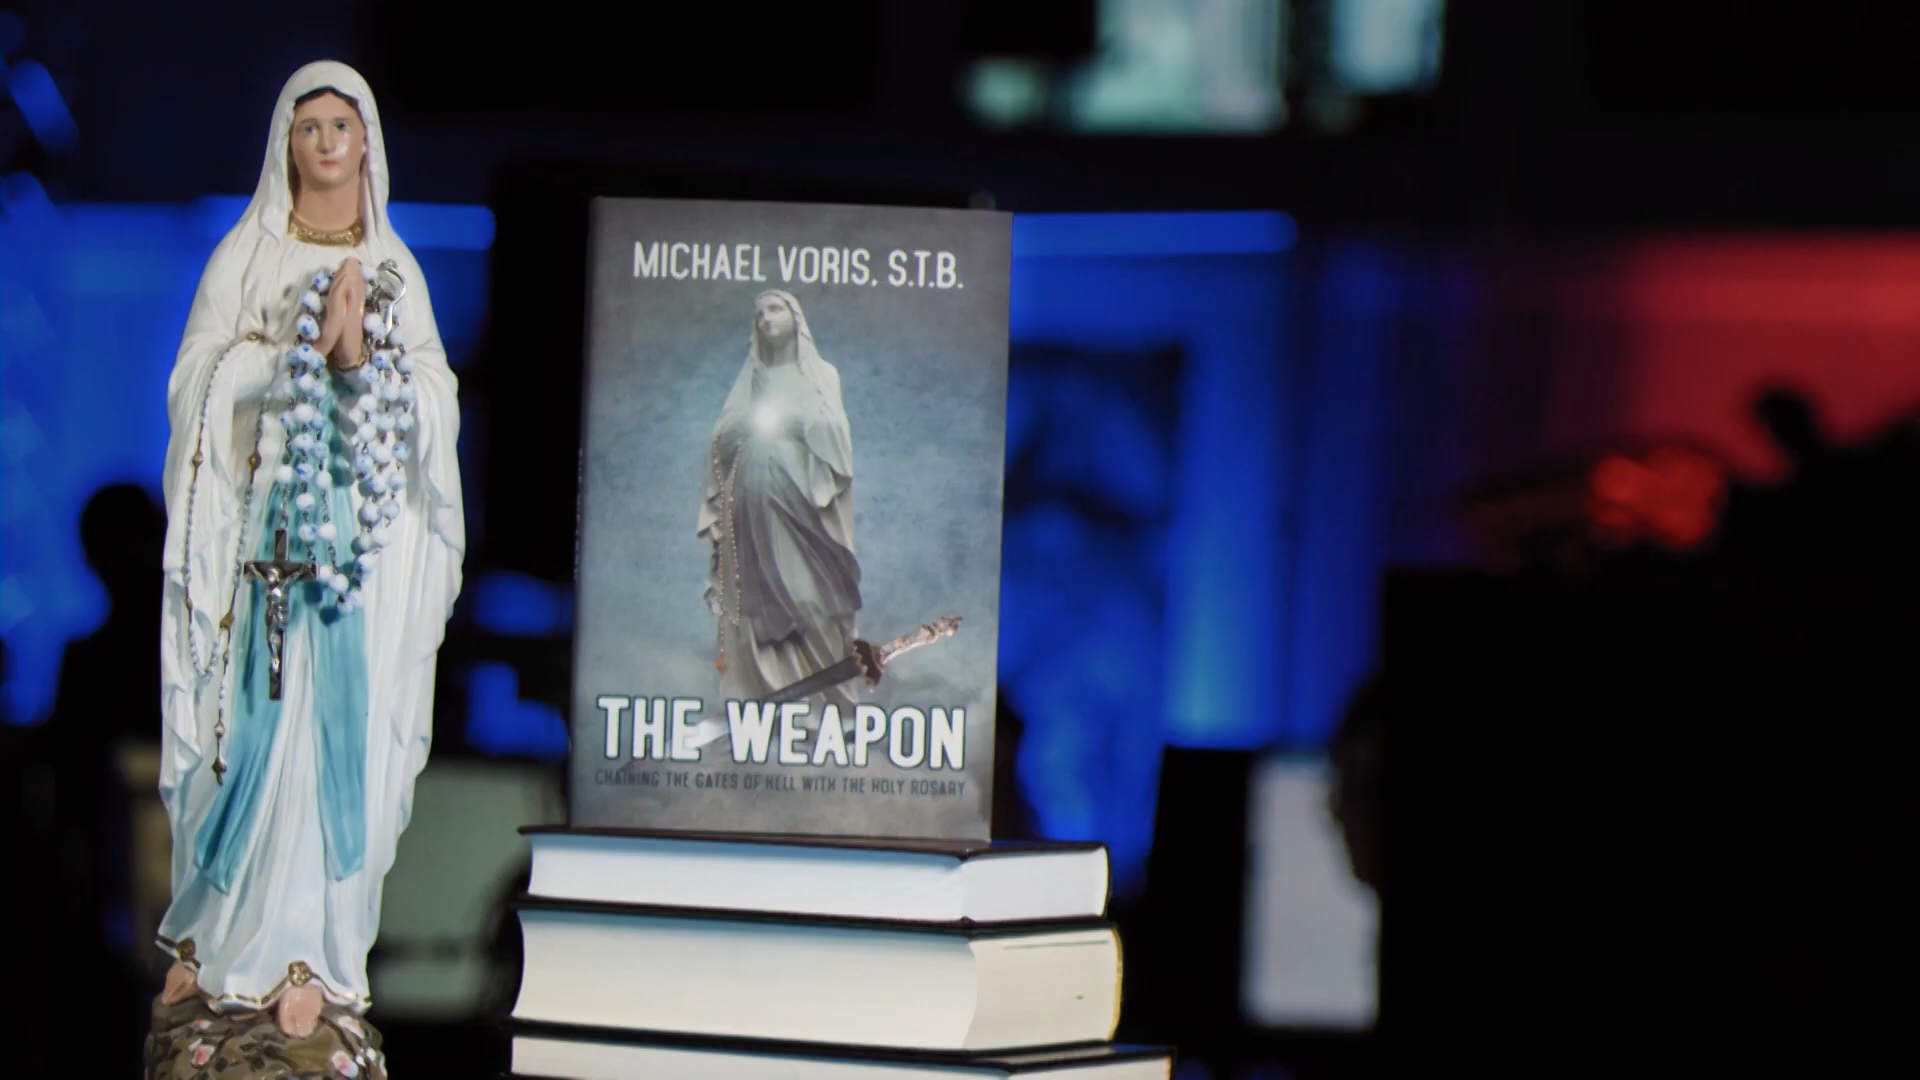 MICHAEL VORIS, S.T.B.
THE WEAPON
CHAINING THE GATES OF HELL WITH THE HOLY ROSARY